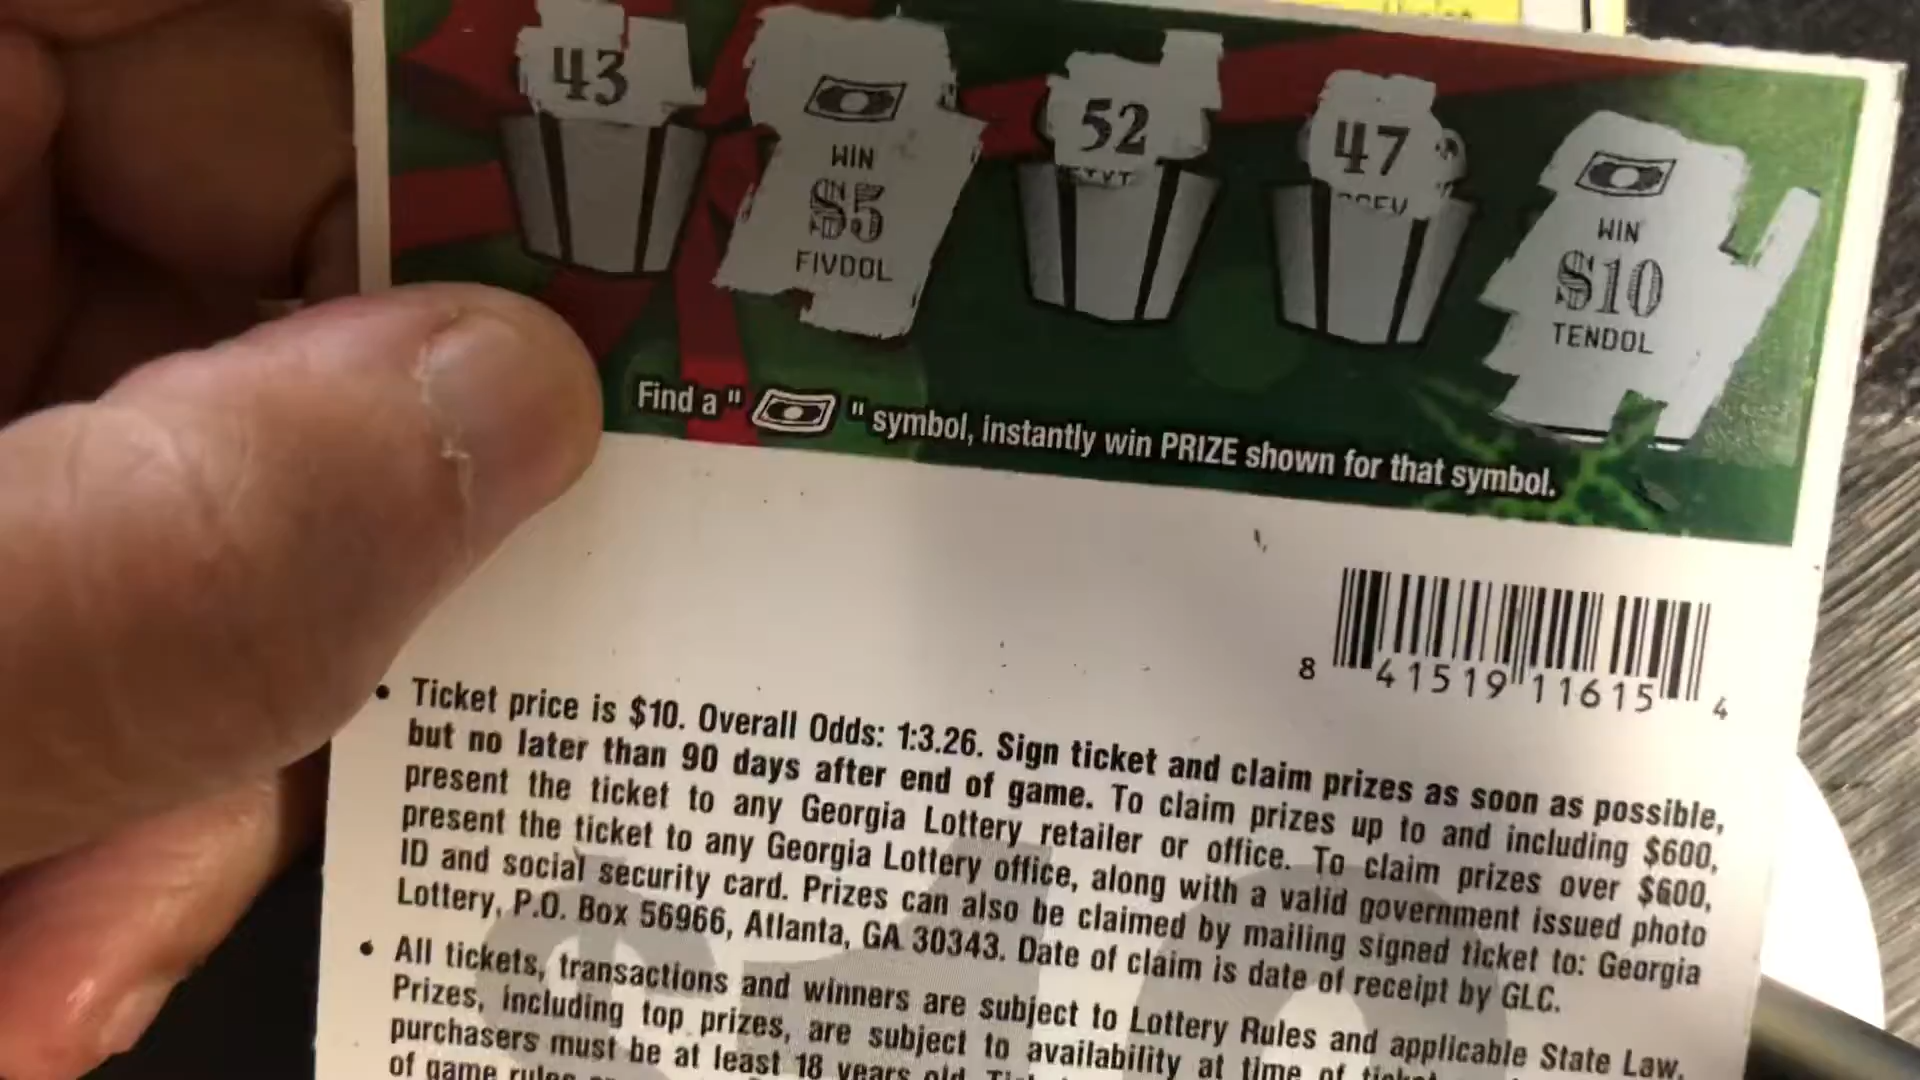 43
52
47
WIN
$5
FIVDOL
WIN
$10
TENDOL
Find a " " symbol, instantly win PRIZE shown for that symbol.
8 41519 11615 4
• Ticket price is $10. Overall Odds: 1:3.26. Sign ticket and claim prizes as soon as possible,
but no later than 90 days after end of game. To claim prizes up to and including $600,
present the ticket to any Georgia Lottery retailer or office. To claim prizes over $600,
present the ticket to any Georgia Lottery office, along with a valid government issued photo
ID and social security card. Prizes can also be claimed by mailing signed ticket to: Georgia
Lottery, P.O. Box 56966, Atlanta, GA 30343. Date of claim is date of receipt by GLC.
• All tickets, transactions and winners are subject to Lottery Rules and applicable State Law.
Prizes, including top prizes, are subject to availability at time of ticket
purchasers must be at least 18 years old.
of game rules